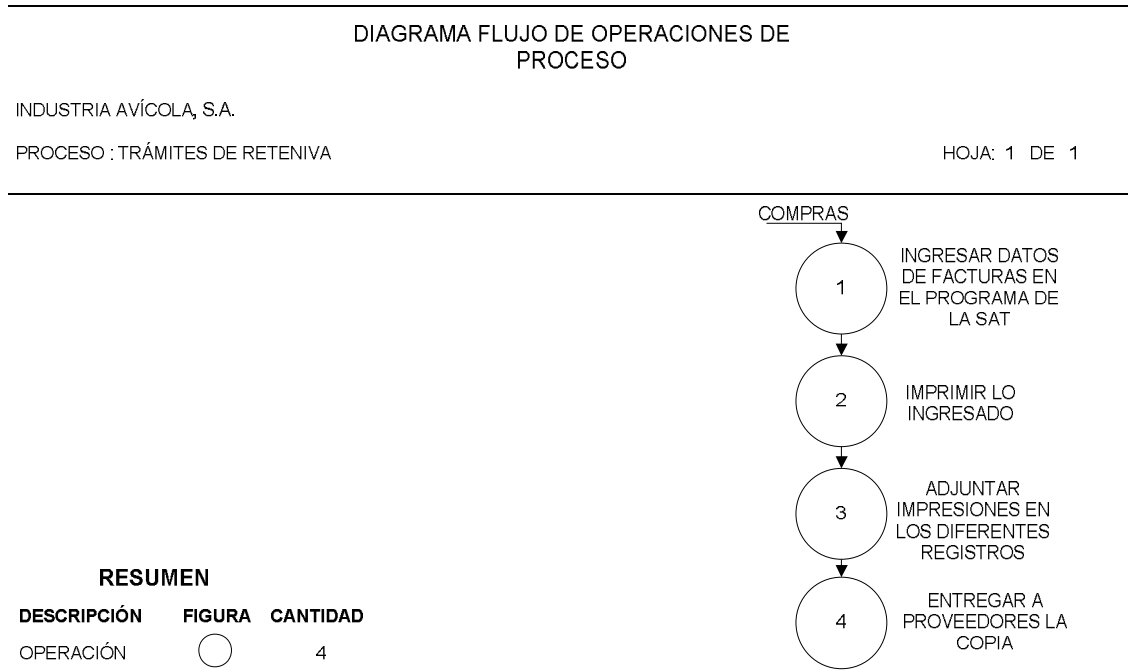 DIAGRAMA FLUJO DE OPERACIONES DE
PROCESO
INDUSTRIA AVÍCOLA, S.A.
PROCESO : TRÁMITES DE RETENIVA
HOJA: 1 DE 1
COMPRAS
1
INGRESAR DATOS
DE FACTURAS EN
EL PROGRAMA DE
LA SAT
2
IMPRIMIR LO
INGRESADO
3
ADJUNTAR
IMPRESIONES EN
LOS DIFERENTES
REGISTROS
4
ENTREGAR A
PROVEEDORES LA
COPIA
RESUMEN
DESCRIPCIÓN FIGURA CANTIDAD
OPERACIÓN 4